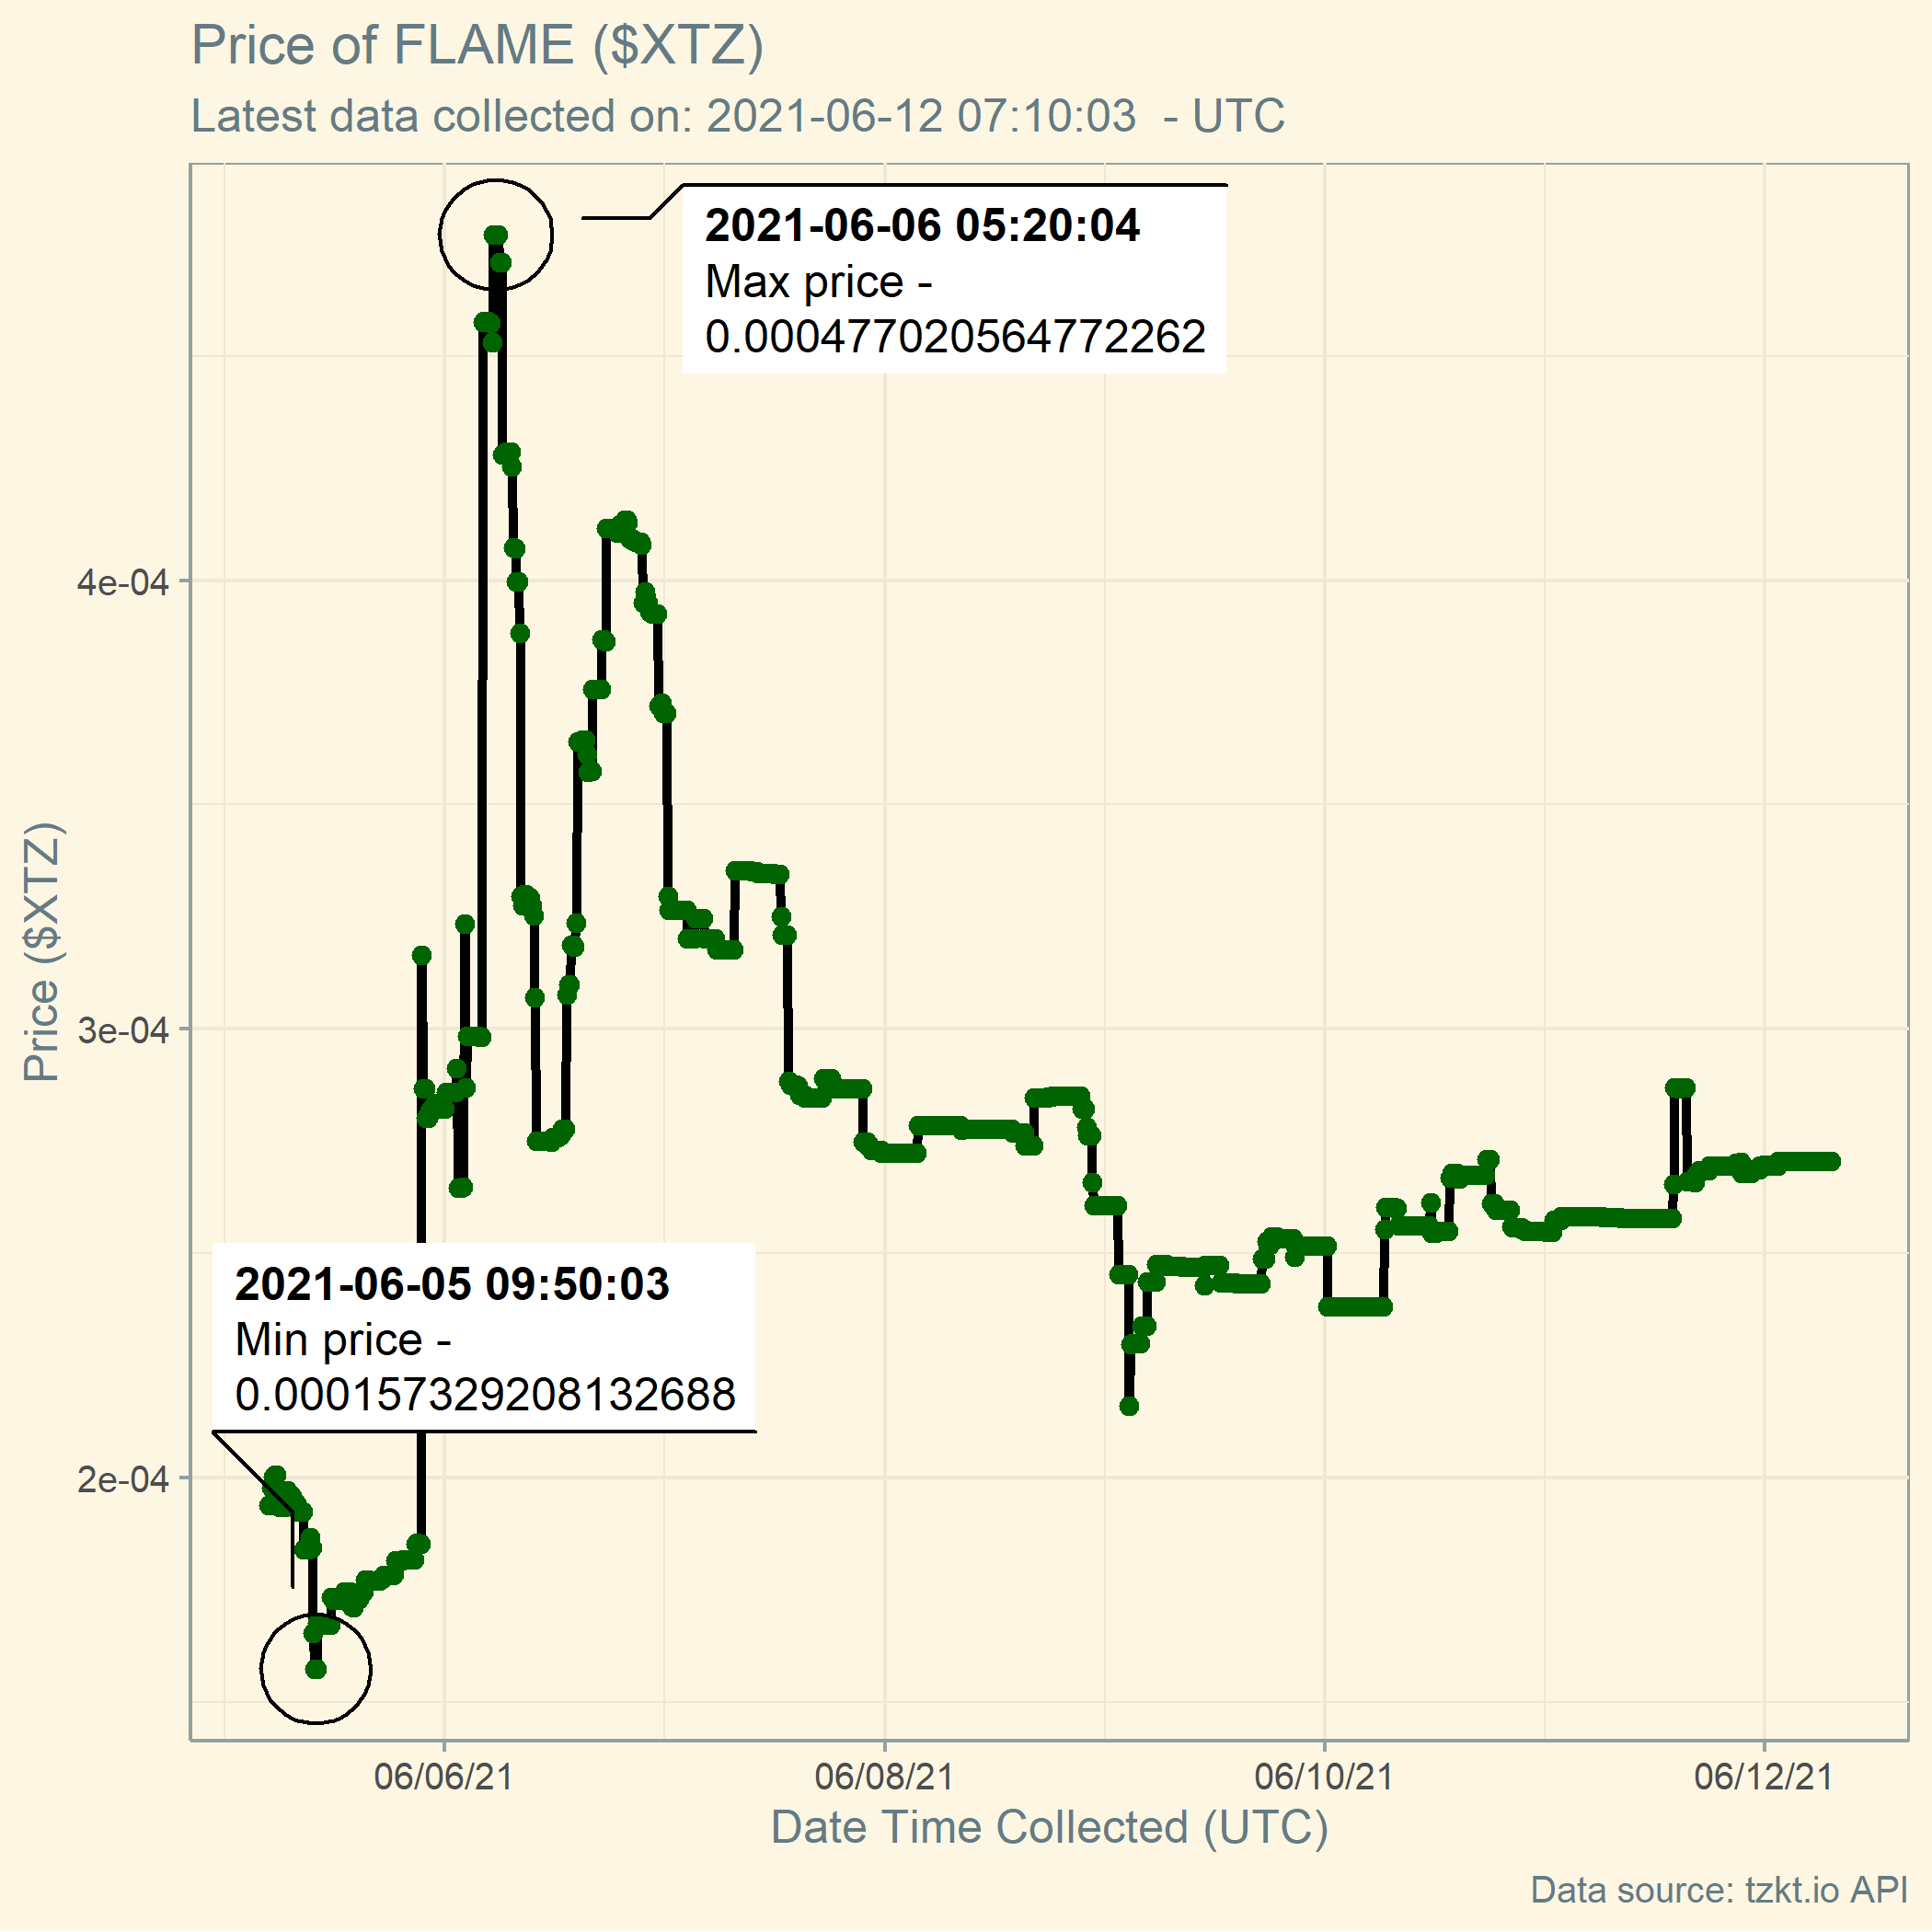 Price of FLAME ($XTZ)
Latest data collected on: 2021-06-12 07:10:03  - UTC
2021-06-06 05:20:04
Max price -
0.000477020564772262
4e-04
3e-04
2e-04
Price ($XTZ)
2021-06-05 09:50:03
Min price -
0.000157329208132688
06/06/21
06/08/21
06/10/21
06/12/21
Date Time Collected (UTC)
Data source: tzkt.io API